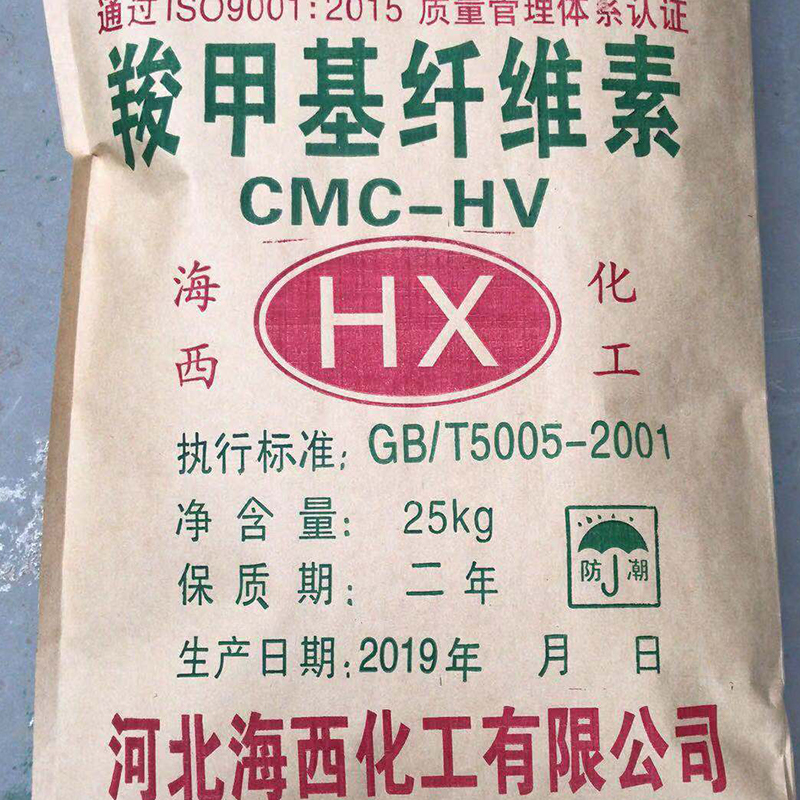 通过ISO9001:2015 质量管理体系认证
羧甲基纤维素
CMC-HV
海西
HX
化工
执行标准: GB/T5005-2001
净含量: 25kg
保质期: 二年
防潮
生产日期:2019年 月 日
河北海西化工有限公司